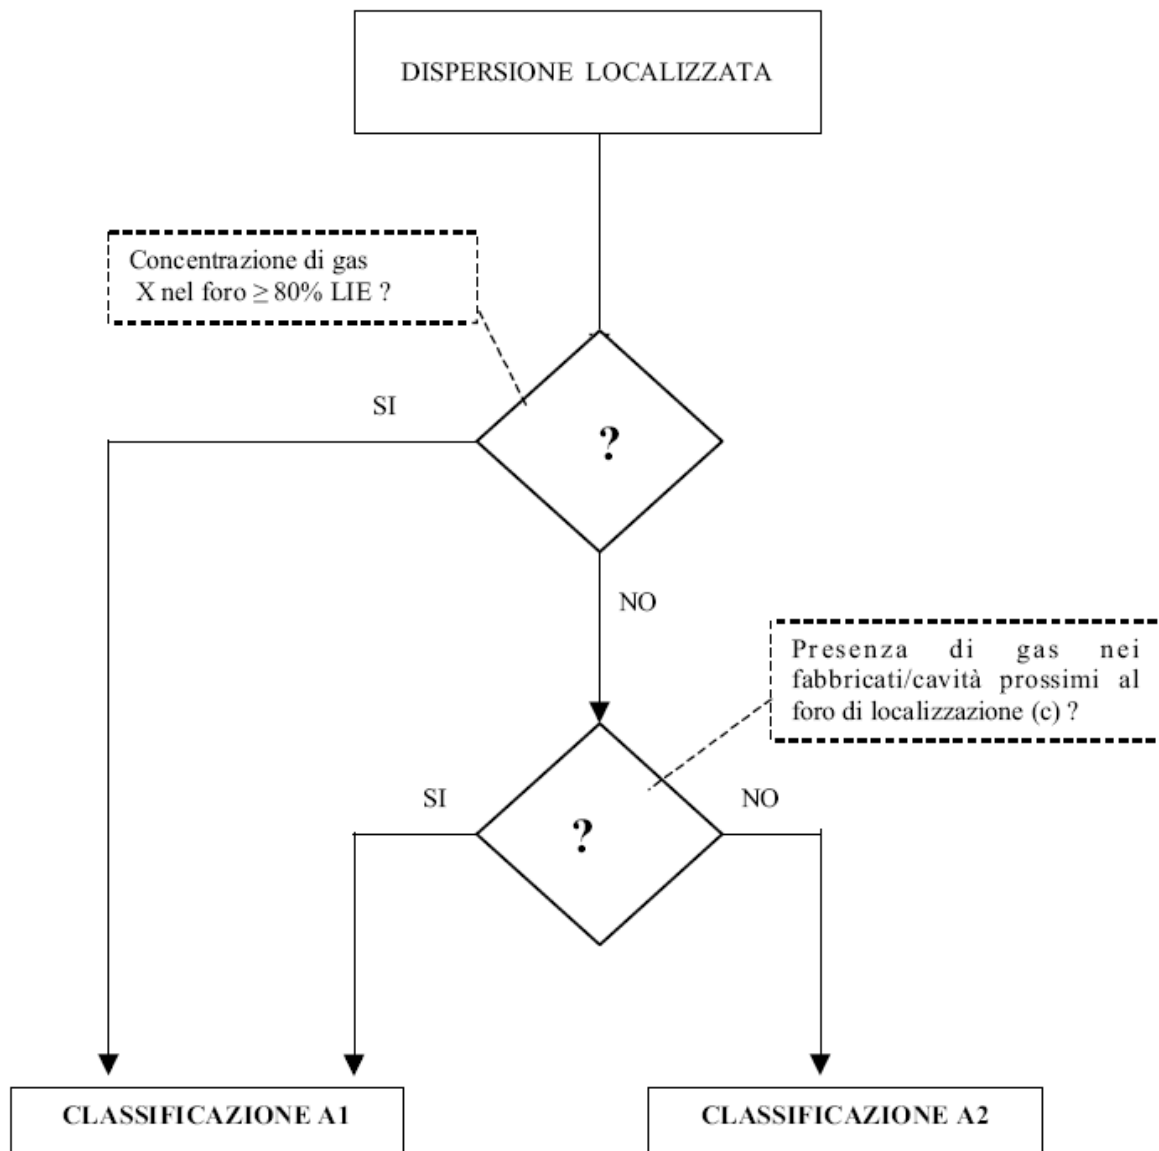 DISPERSIONE LOCALIZZATA
Concentrazione di gas
X nel foro ≥ 80% LIE ?
SI
?
NO
Presenza di gas nei
fabbricati/cavità prossimi al
foro di localizzazione (c) ?
SI
NO
?
CLASSIFICAZIONE A1
CLASSIFICAZIONE A2